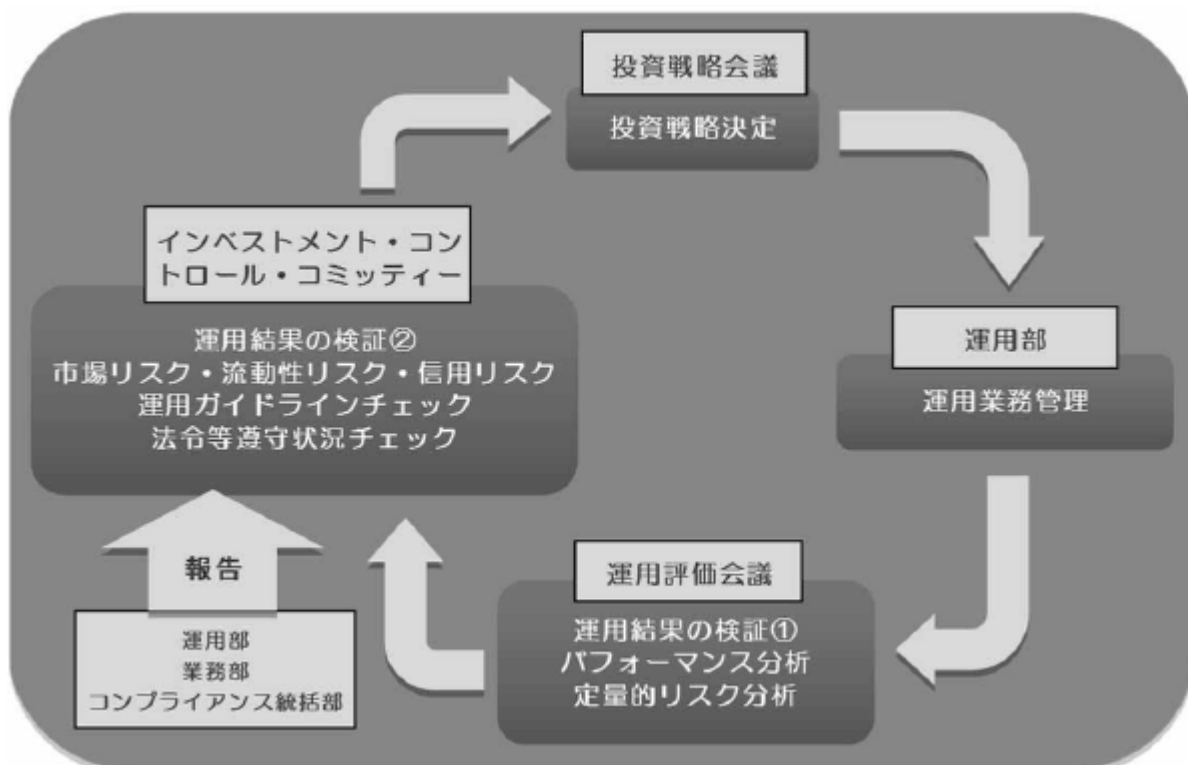 投資戦略会議
投資戦略決定
インベストメント・コン
トロール・コミッティー
運用結果の検証②
市場リスク・流動性リスク・信用リスク
運用ガイドラインチェック
法令等遵守状況チェック
運用部
運用業務管理
運用評価会議
運用結果の検証①
パフォーマンス分析
定量的リスク分析
報告
運用部
業務部
コンプライアンス統括部